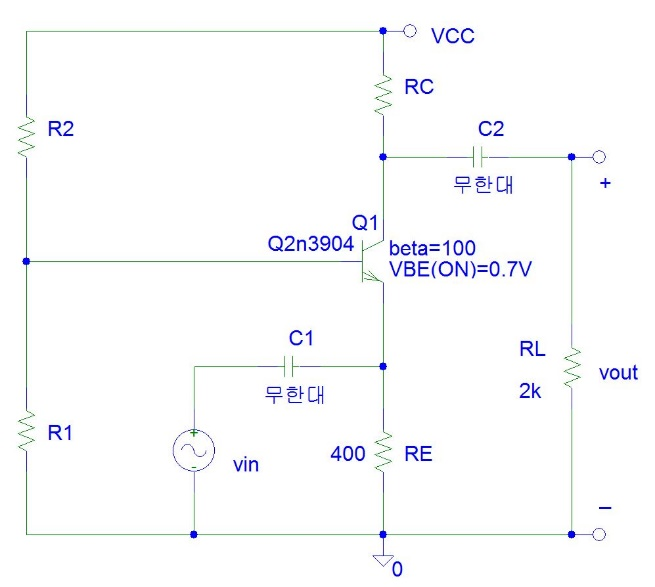 VCC
RC
R2
C2
무한대
+
Q1
Q2n3904
beta=100
VBE(ON)=0.7V
C1
무한대
RL
2k
vout
R1
+
-
vin
400
RE
–
0